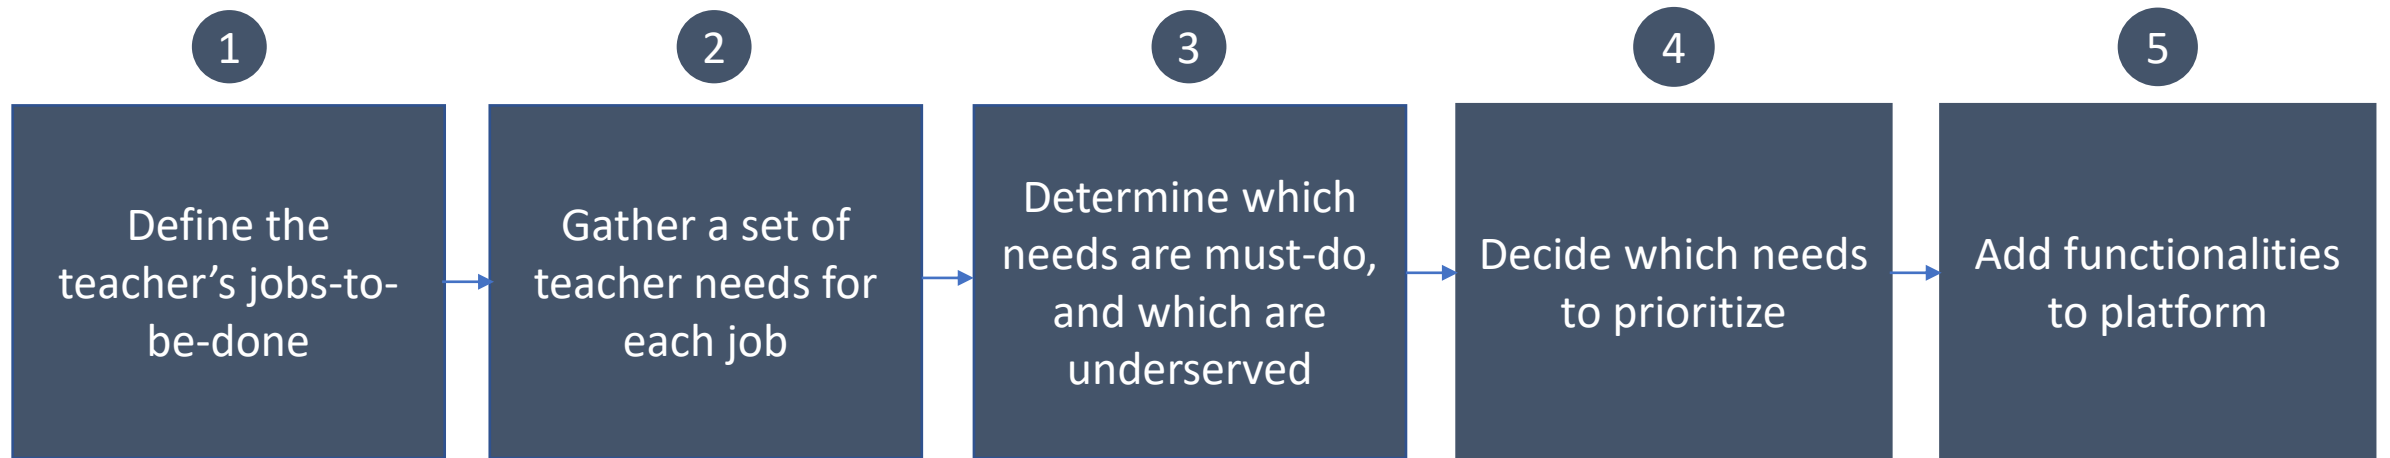 1
Define the
teacher’s jobs-to-
be-done
2
Gather a set of
teacher needs for
each job
3
Determine which
needs are must-do,
and which are
underserved
4
Decide which needs
to prioritize
5
Add functionalities
to platform